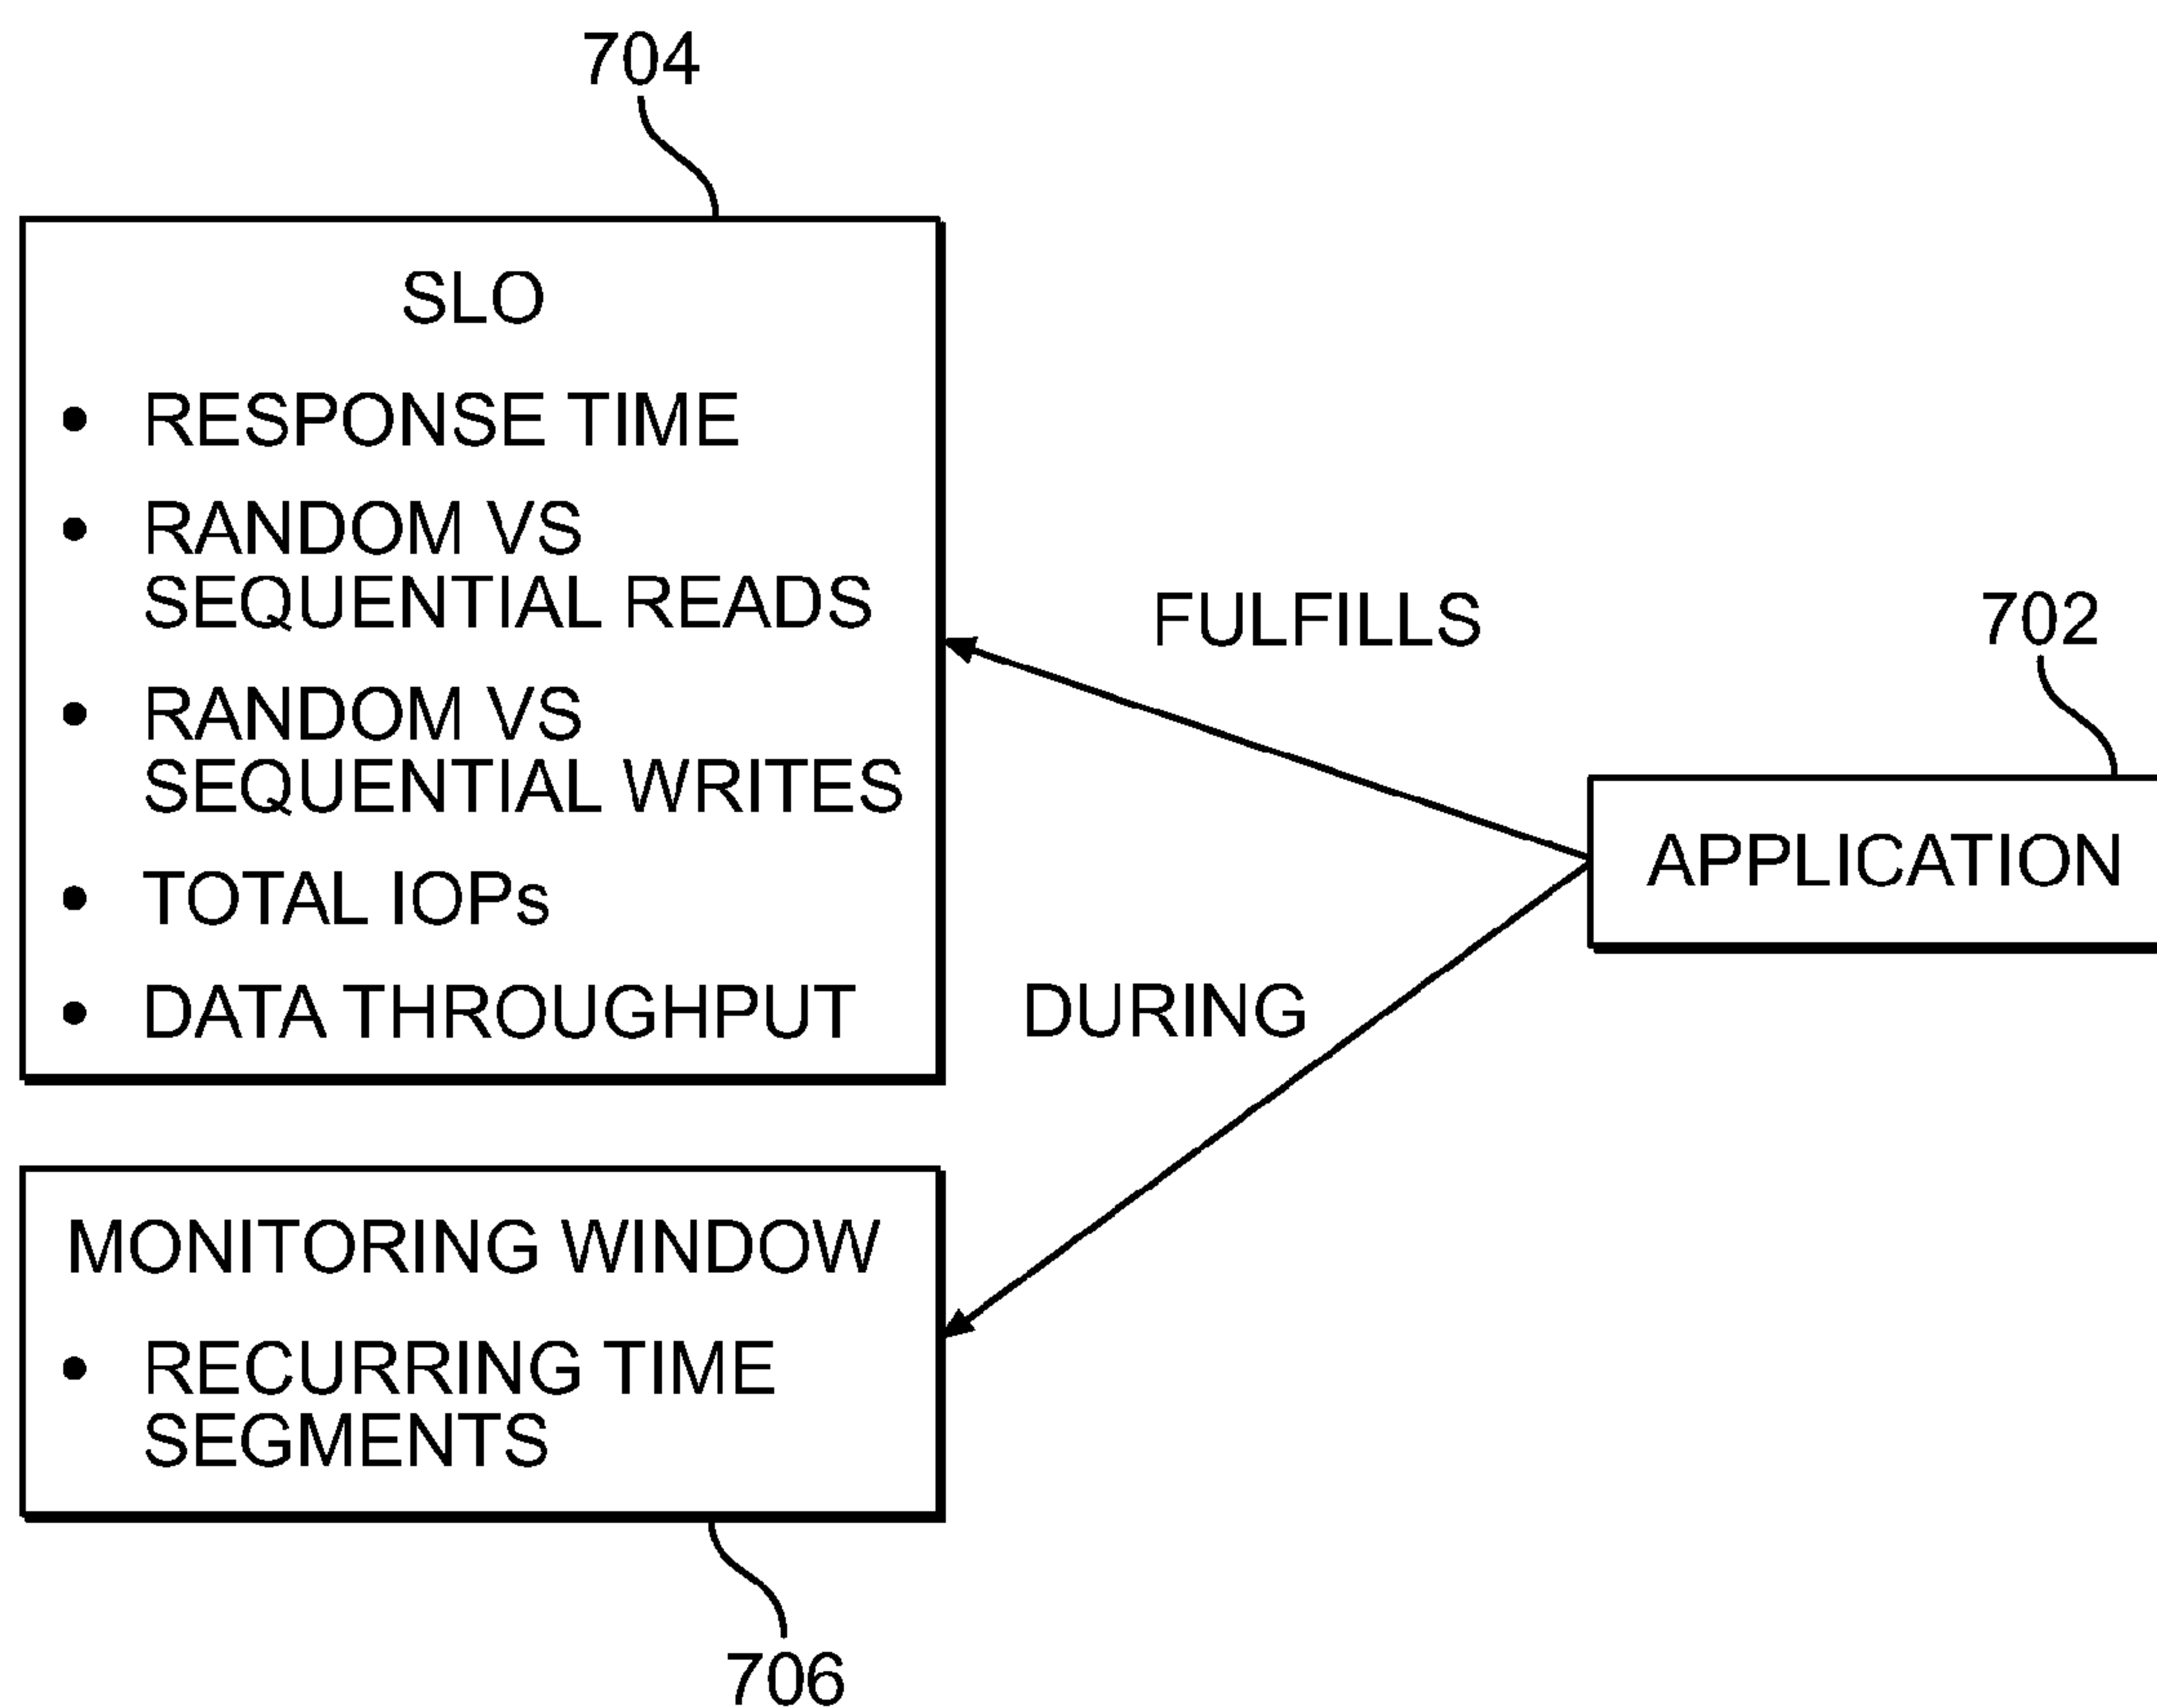 704
SLO
• RESPONSE TIME
• RANDOM VS
SEQUENTIAL READS
• RANDOM VS
SEQUENTIAL WRITES
• TOTAL IOPs
• DATA THROUGHPUT
FULFILLS
702
APPLICATION
DURING
MONITORING WINDOW
• RECURRING TIME
SEGMENTS
706